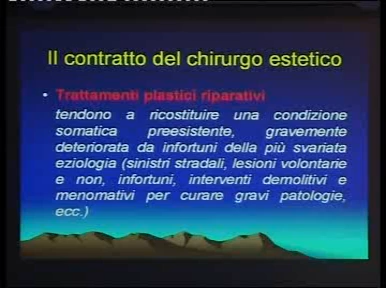 Il contratto del chirurgo estetico
• Trattamenti plastici riparativi
tendono a ricostituire una condizione
somatica preesistente, gravemente
deteriorata da infortuni della più svariata
eziologia (sinistri stradali, lesioni volontarie
e non, infortuni, interventi demolitivi e
menomativi per curare gravi patologie,
ecc.)